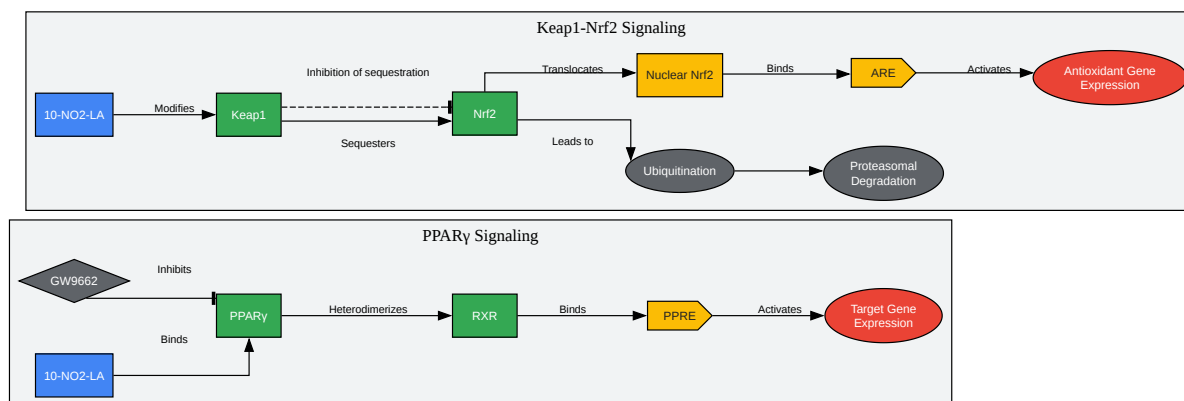 Keap1-Nrf2 Signaling
Inhibition of sequestration
Translocates
Nuclear Nrf2
Binds
ARE
Activates
Antioxidant Gene
Expression
10-NO2-LA
Modifies
Keap1
Nrf2
Sequesters
Leads to
Ubiquitination
Proteasomal
Degradation
PPARγ Signaling
GW9662
Inhibits
PPARγ
Heterodimerizes
RXR
Binds
PPRE
Activates
Target Gene
Expression
Binds
10-NO2-LA